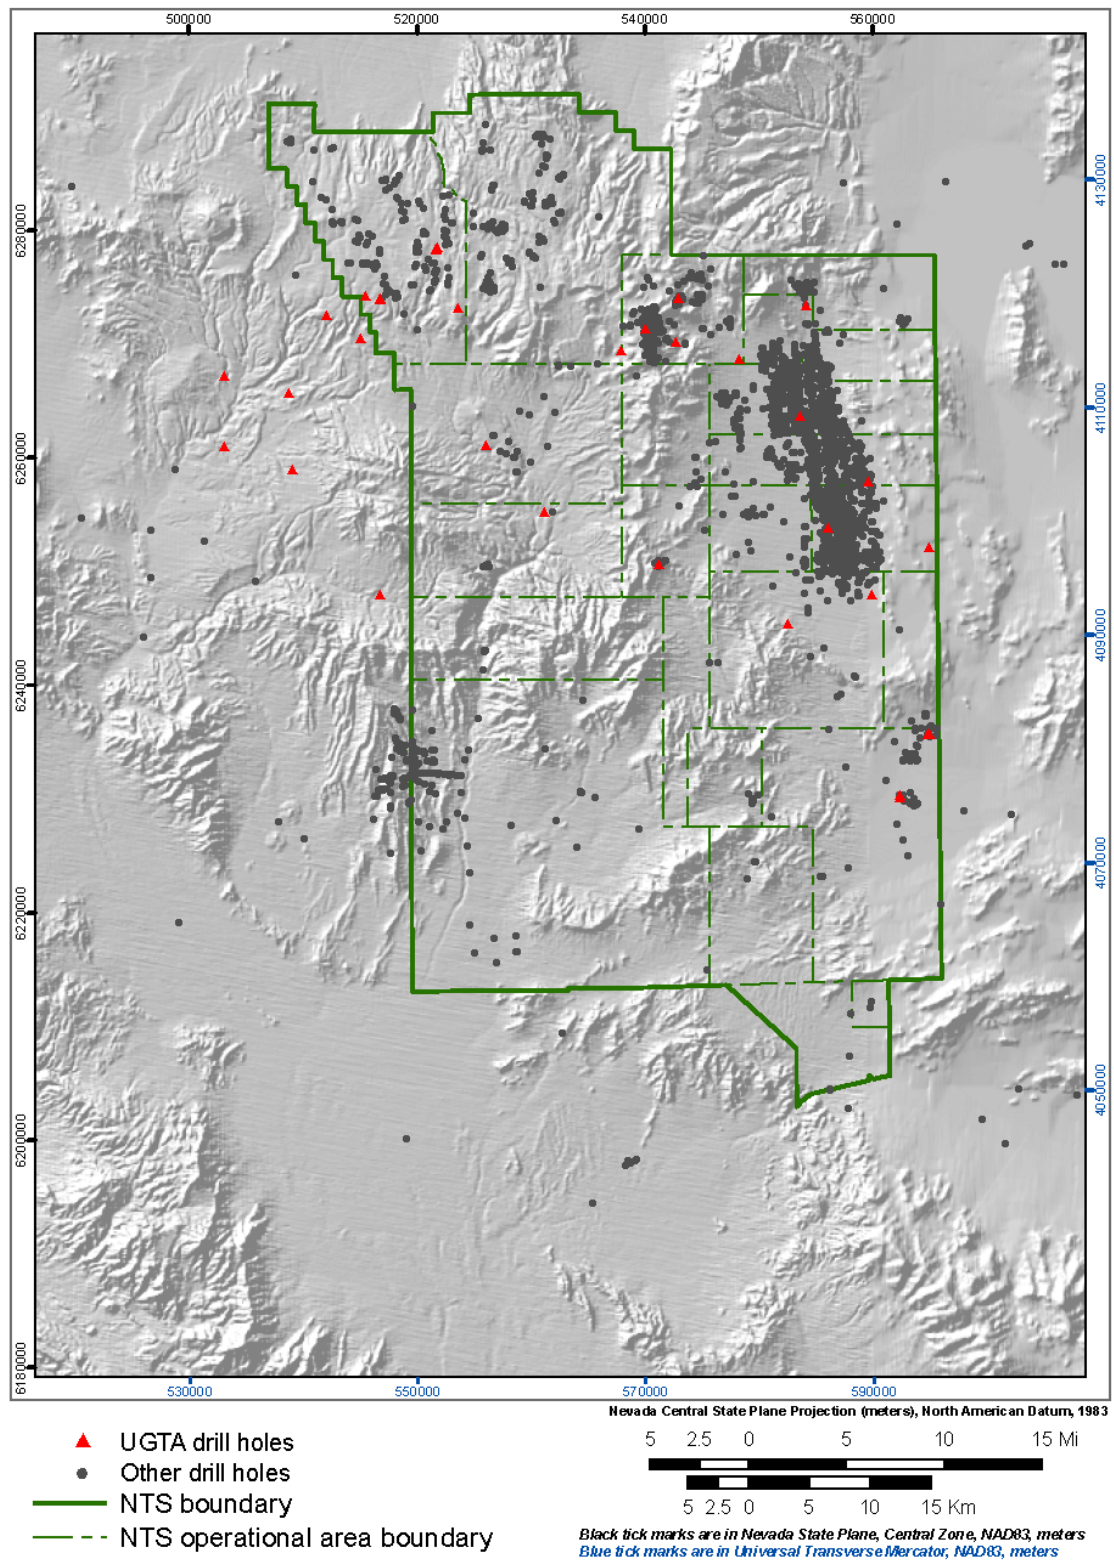 500000 520000 540000 560000
6280000
6260000
6240000
6220000
6200000
6180000
4130000
4110000
4090000
4070000
4050000
530000 550000 570000 590000
Nevada Central State Plane Projection (meters), North American Datum, 1983
5 2.5 0 5 10 15 Mi
5 2.5 0 5 10 15 Km
UGTA drill holes
Other drill holes
NTS boundary
NTS operational area boundary
Black tick marks are in Nevada State Plane, Central Zone, NAD83, meters
Blue tick marks are in Universal Transverse Mercator, NAD83, meters